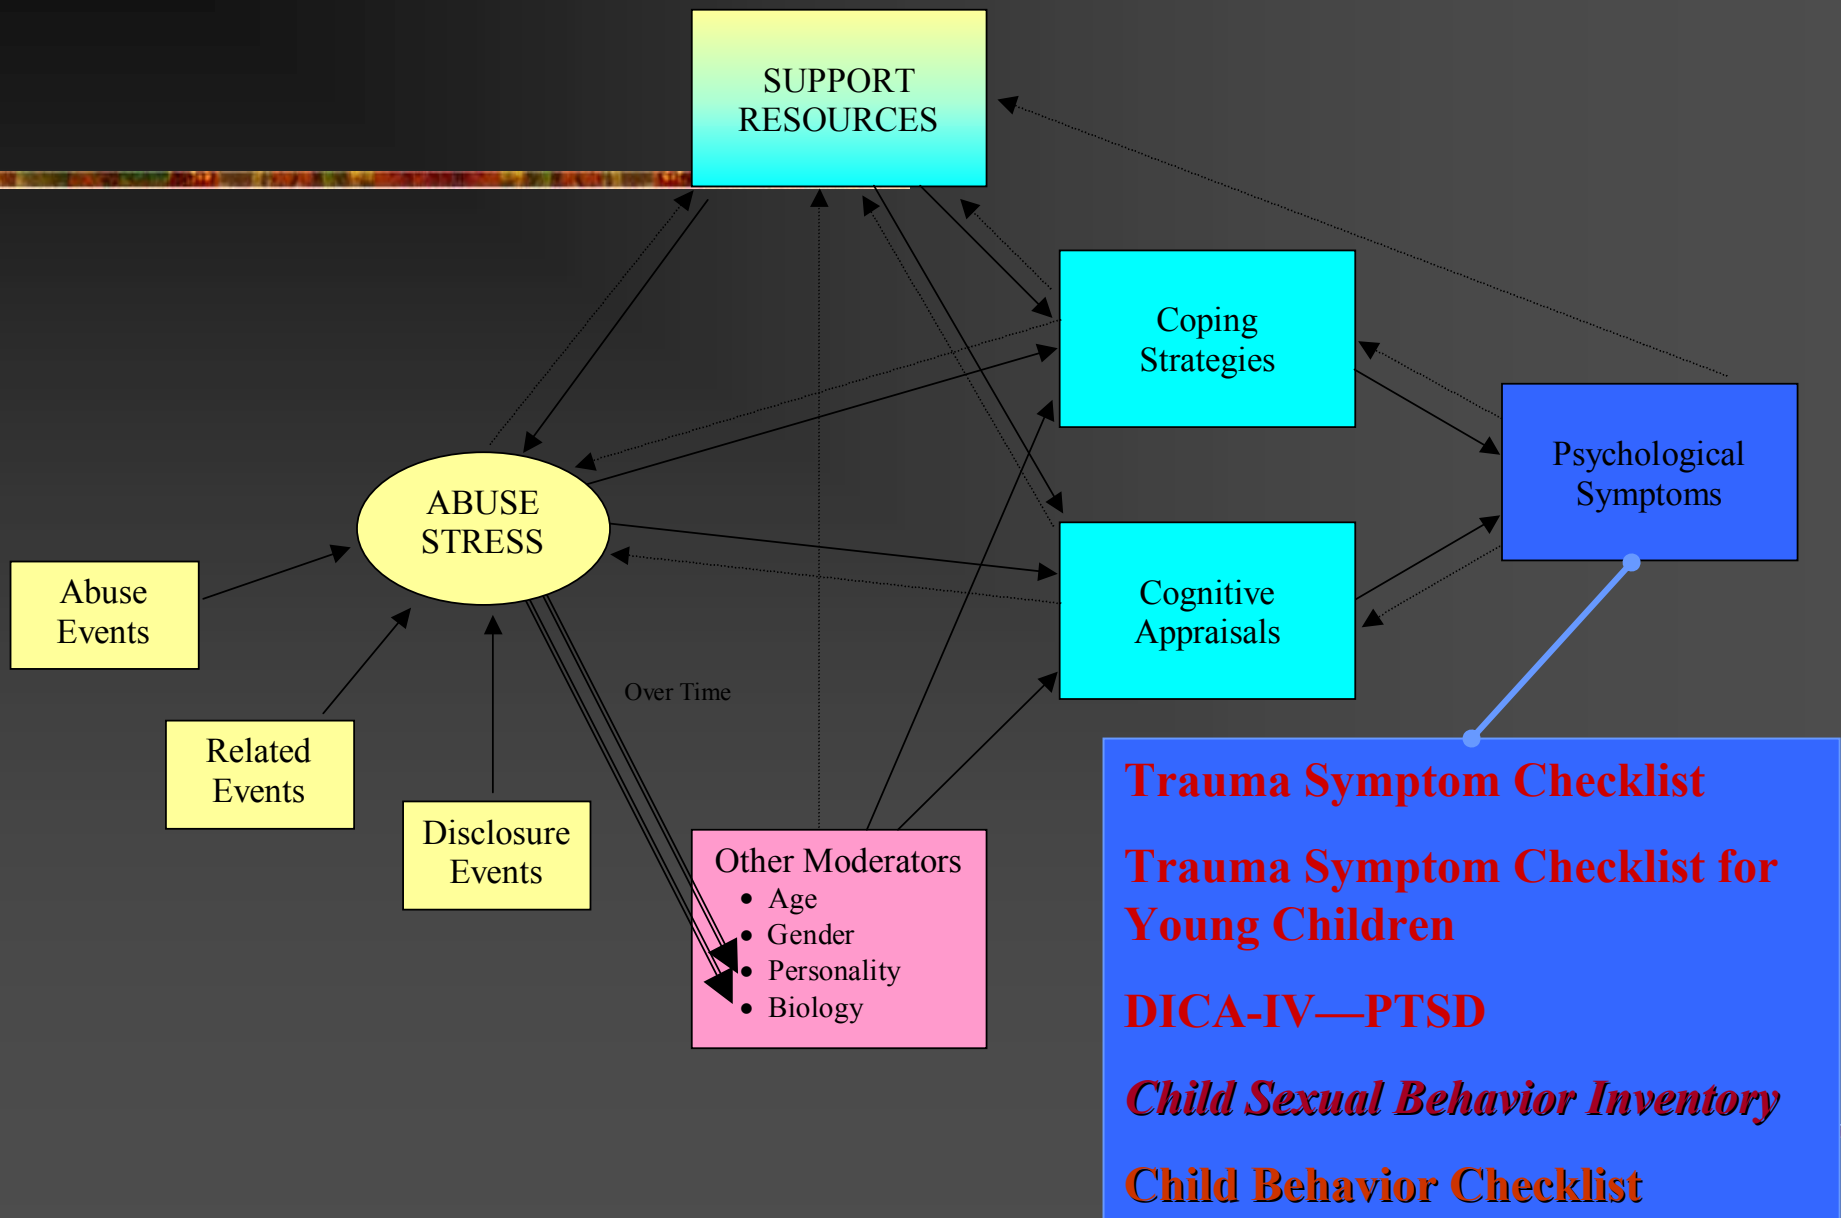 SUPPORT
RESOURCES
Coping
Strategies
Psychological
Symptoms
ABUSE
STRESS
Abuse
Events
Cognitive
Appraisals
Over Time
Related
Events
Disclosure
Events
Other Moderators
• Age
• Gender
• Personality
• Biology
Trauma Symptom Checklist
Trauma Symptom Checklist for
Young Children
DICA-IV—PTSD
Child Sexual Behavior Inventory
Child Behavior Checklist